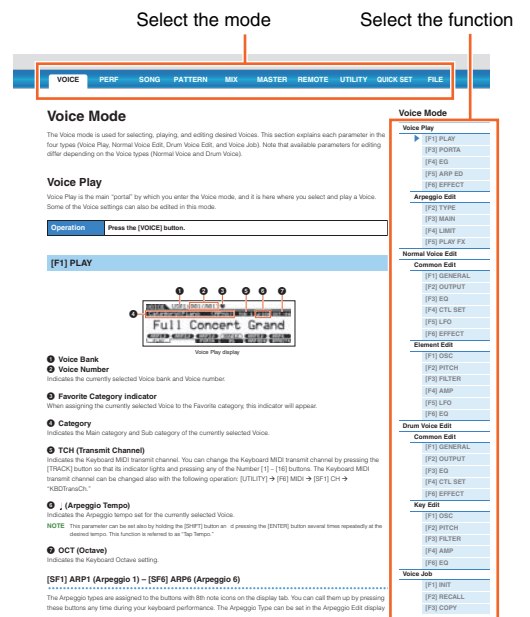 Select the mode
Select the function
VOICE PERF SONG PATTERN MIX MASTER REMOTE UTILITY QUICK SET FILE
Voice Mode
The Voice mode is used for selecting, playing, and editing desired Voices. This section explains each parameter in the
four types (Voice Play, Normal Voice Edit, Drum Voice Edit, and Voice Job). Note that available parameters for editing
differ depending on the Voice types (Normal Voice and Drum Voice).
Voice Play
Voice Play is the main “portal” by which you enter the Voice mode, and it is here where you select and play a Voice.
Some of the Voice settings can also be edited in this mode.
Operation Press the [VOICE] button.
[F1] PLAY
1 2 3 5 6 7
4
Full Concert Grand
Voice Play display
1 Voice Bank
2 Voice Number
Indicates the currently selected Voice bank and Voice number.
3 Favorite Category indicator
When assigning the currently selected Voice to the Favorite category, this indicator will appear.
4 Category
Indicates the Main category and Sub category of the currently selected Voice.
5 TCH (Transmit Channel)
Indicates the Keyboard MIDI transmit channel. You can change the Keyboard MIDI transmit channel by pressing the
[TRACK] button so that its indicator lights and pressing any of the Number [1] – [16] buttons. The Keyboard MIDI
transmit channel can be changed also with the following operation: [UTILITY] → [F6] MIDI → [SF1] CH →
“KBDTransCh.”
6 ♩ (Arpeggio Tempo)
Indicates the Arpeggio tempo set for the currently selected Voice.
NOTE This parameter can be set also by holding the [SHIFT] button an d pressing the [ENTER] button several times repeatedly at the
desired tempo. This function is referred to as “Tap Tempo.”
7 OCT (Octave)
Indicates the Keyboard Octave setting.
[SF1] ARP1 (Arpeggio 1) – [SF6] ARP6 (Arpeggio 6)
The Arpeggio types are assigned to the buttons with 8th note icons on the display tab. You can call them up by pressing
these buttons any time during your keyboard performance. The Arpeggio Type can be set in the Arpeggio Edit display
Voice Mode
Voice Play
[F1] PLAY
[F3] PORTA
[F4] EQ
[F5] ARP ED
[F6] EFFECT
Arpeggio Edit
[F2] TYPE
[F3] MAIN
[F4] LIMIT
[F5] PLAY FX
Normal Voice Edit
Common Edit
[F1] GENERAL
[F2] OUTPUT
[F3] EQ
[F4] CTL SET
[F5] LFO
[F6] EFFECT
Element Edit
[F1] OSC
[F2] PITCH
[F3] FILTER
[F4] AMP
[F5] LFO
[F6] EQ
Drum Voice Edit
Common Edit
[F1] GENERAL
[F2] OUTPUT
[F3] EQ
[F4] CTL SET
[F6] EFFECT
Key Edit
[F1] OSC
[F2] PITCH
[F3] FILTER
[F4] AMP
[F6] EQ
Voice Job
[F1] INIT
[F2] RECALL
[F3] COPY